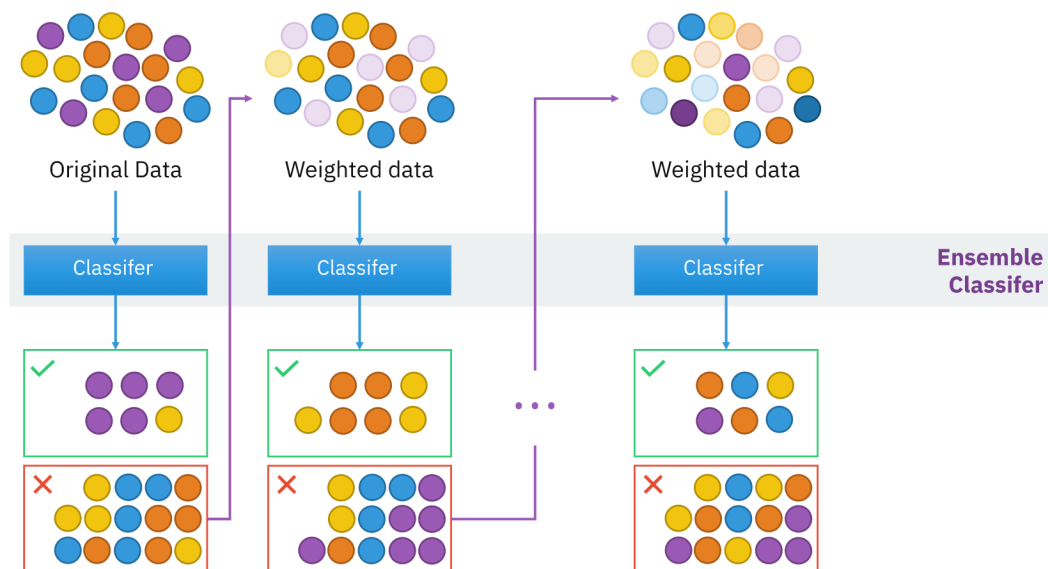 Original Data
Weighted data
Weighted data
Classifer
Classifer
Classifer
Ensemble
Classifer